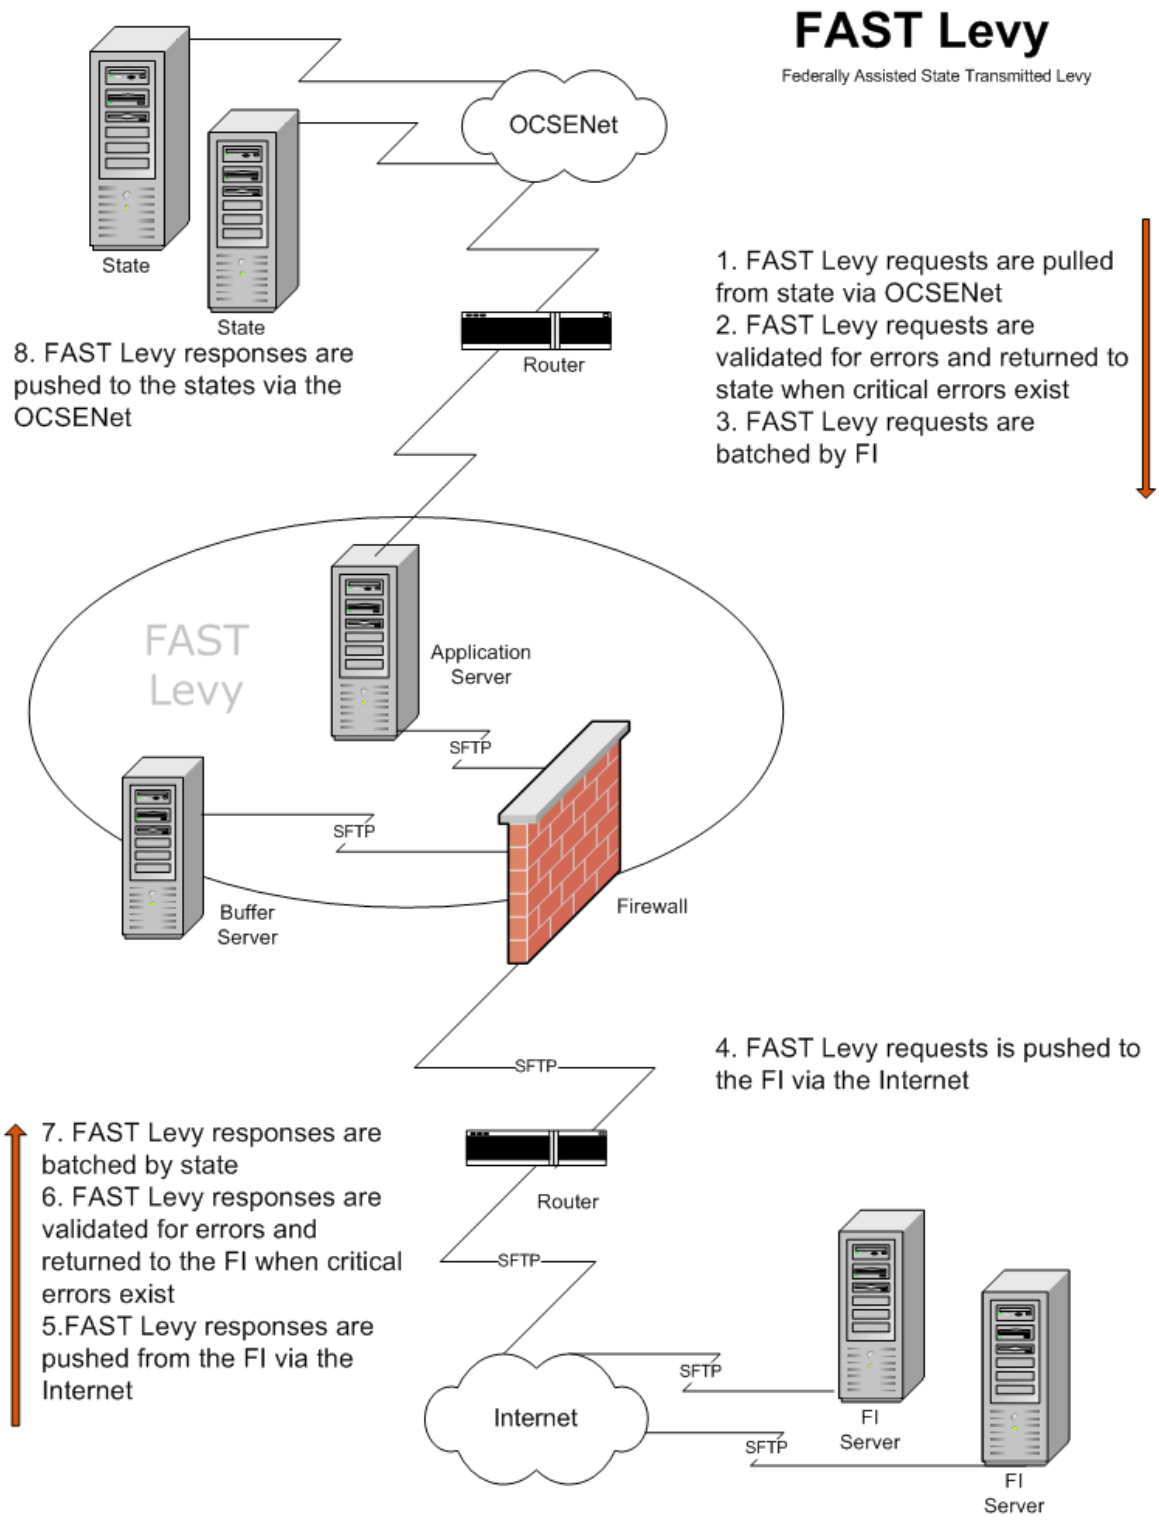 FAST Levy
Federally Assisted State Transmitted Levy
OCSENet
State
State
1. FAST Levy requests are pulled
from state via OCSENet
2. FAST Levy requests are
validated for errors and returned to
state when critical errors exist
3. FAST Levy requests are
batched by FI
8. FAST Levy responses are
pushed to the states via the
OCSENet
Router
FAST
Levy
Application
Server
SFTP
SFTP
Buffer
Server
Firewall
4. FAST Levy requests is pushed to
the FI via the Internet
SFTP
7. FAST Levy responses are
batched by state
6. FAST Levy responses are
validated for errors and
returned to the FI when critical
errors exist
5.FAST Levy responses are
pushed from the FI via the
Internet
Router
SFTP
Internet
SFTP
FI
Server
SFTP
FI
Server